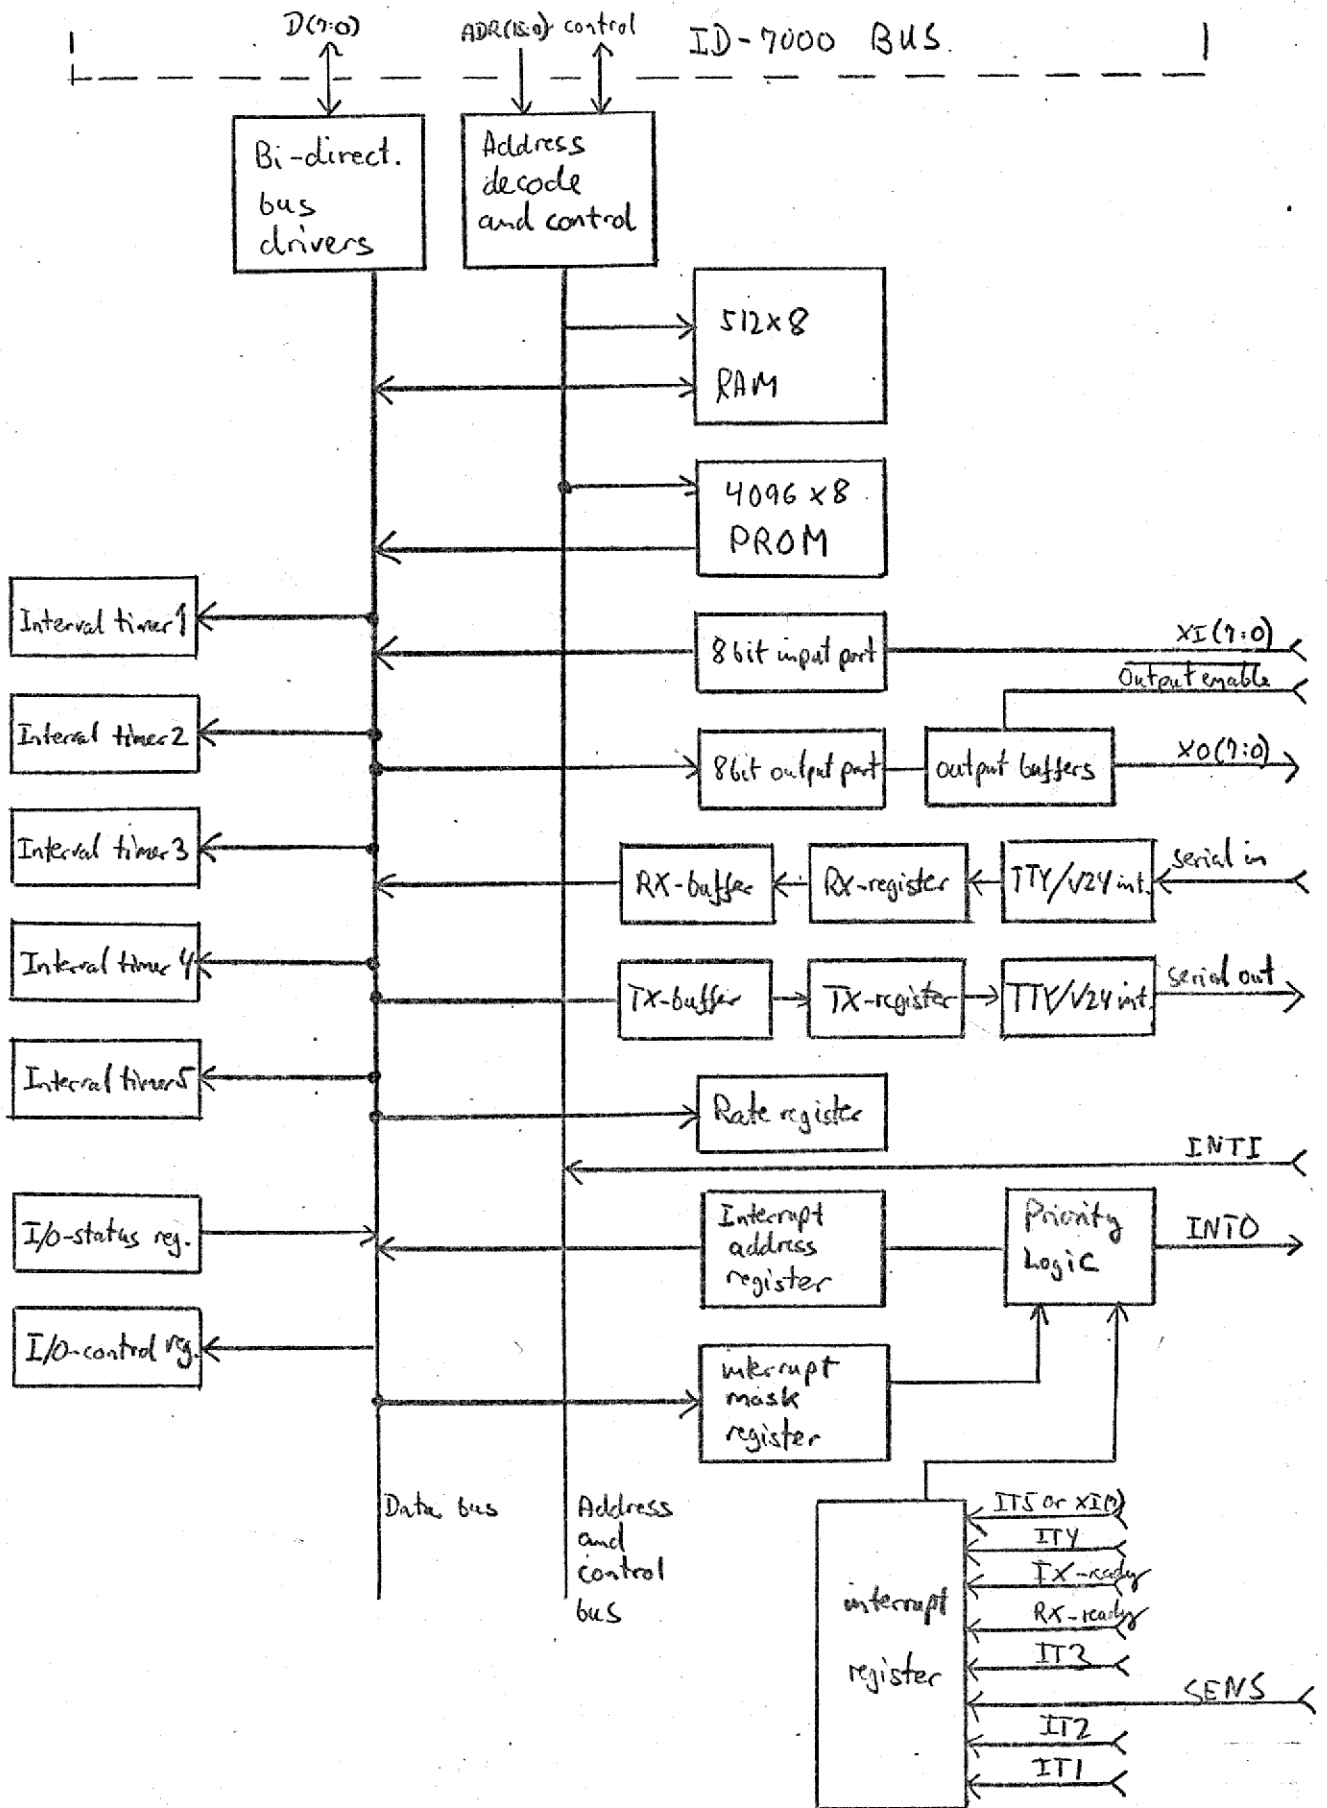 D(7:0) ADR(15:0) control ID-7000 BUS
Bi-direct.
bus
drivers
Address
decode
and control
512x8
RAM
4096x8
PROM
Interval timer 1
8 bit input port
XI(7:0)
Output enable
Interval timer 2
8 bit output port
output buffers
XO(7:0)
Interval timer 3
RX-buffer
RX-register
TTY/V24 int.
serial in
Interval timer 4
TX-buffer
TX-register
TTY/V24 int.
serial out
Interval timer 5
Rate register
INTI
I/O-status reg.
Interrupt
address
register
Priority
Logic
INTO
I/O-control reg.
interrupt
mask
register
Data bus
Address
and
control
bus
interrupt
register
IT5 or XI(7)
IT4
TX-ready
RX-ready
IT3
SENS
IT2
IT1